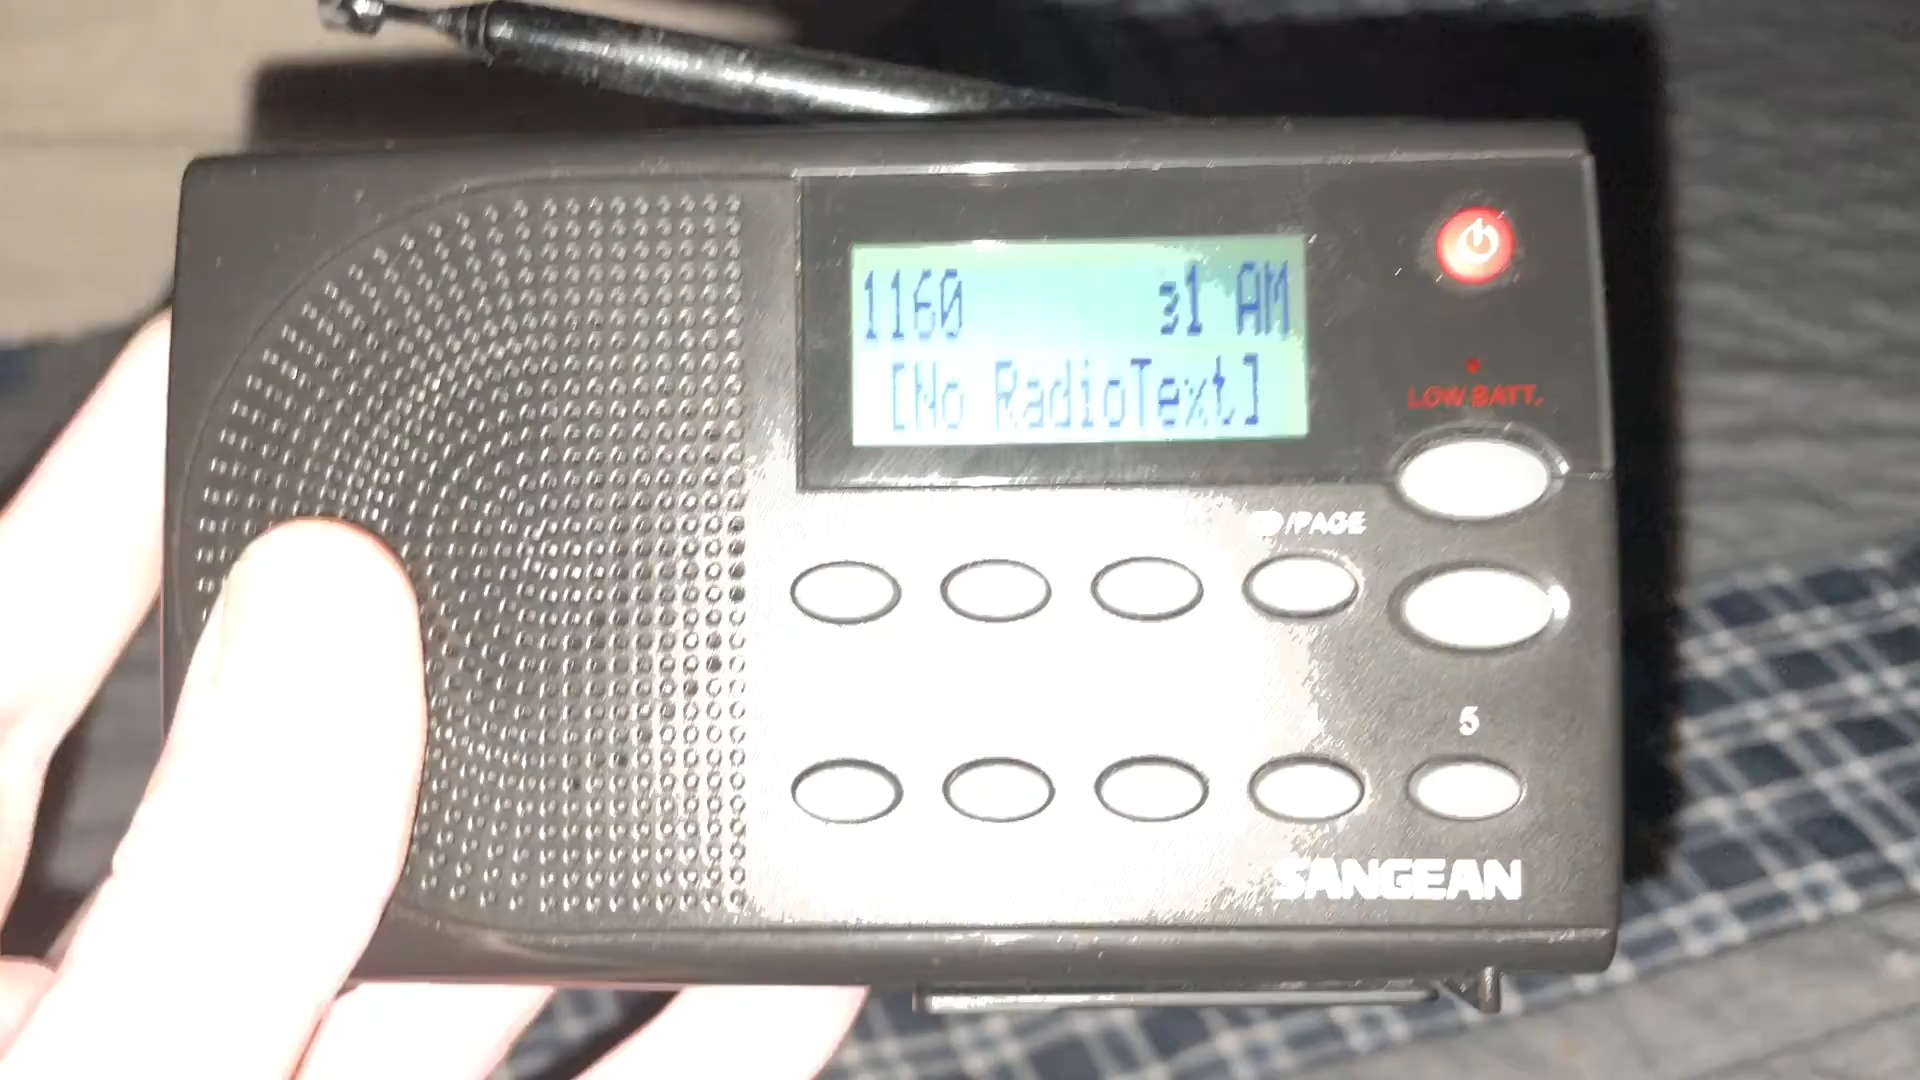 1160 31 AM
[No RadioText]
LOW BATT.
/PAGE
5
SANGEAN